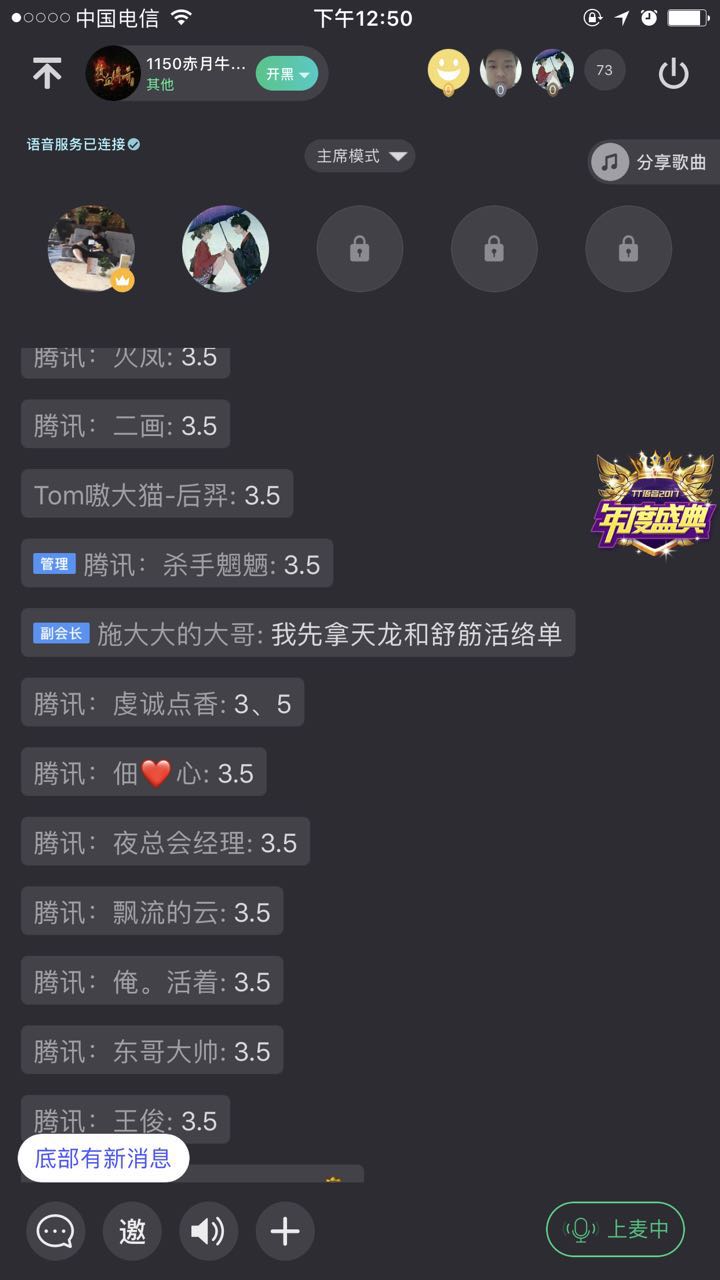 中国电信 下午12:50
1150赤月牛... 开黑 73
其他
语音服务已连接
主席模式 分享歌曲
腾讯：火凤: 3.5
腾讯：二画: 3.5
Tom嗷大猫-后羿: 3.5
管理 腾讯：杀手魍魉: 3.5
副会长 施大大的大哥: 我先拿天龙和舒筋活络单
腾讯：虔诚点香: 3、5
腾讯：佃❤️心: 3.5
腾讯：夜总会经理: 3.5
腾讯：飘流的云: 3.5
腾讯：俺。活着: 3.5
腾讯：东哥大帅: 3.5
腾讯：王俊: 3.5
TT语音2017
年度盛典
底部有新消息
邀 上麦中